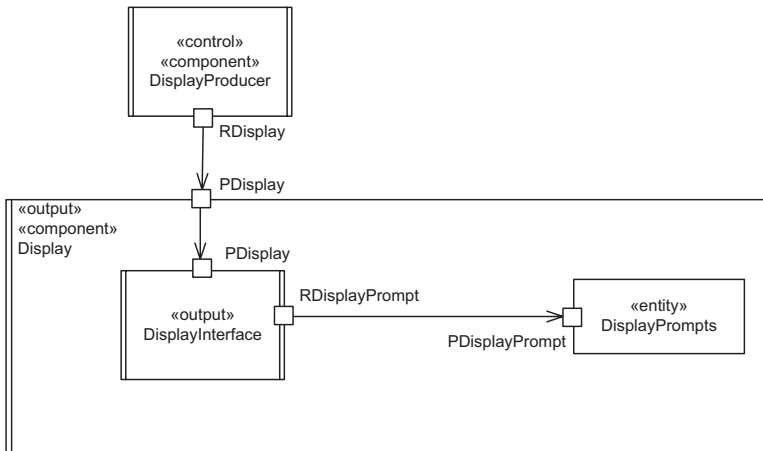 «control»
«component»
DisplayProducer
RDisplay
PDisplay
«output»
«component»
Display
PDisplay
«output»
DisplayInterface
RDisplayPrompt
PDisplayPrompt
«entity»
DisplayPrompts